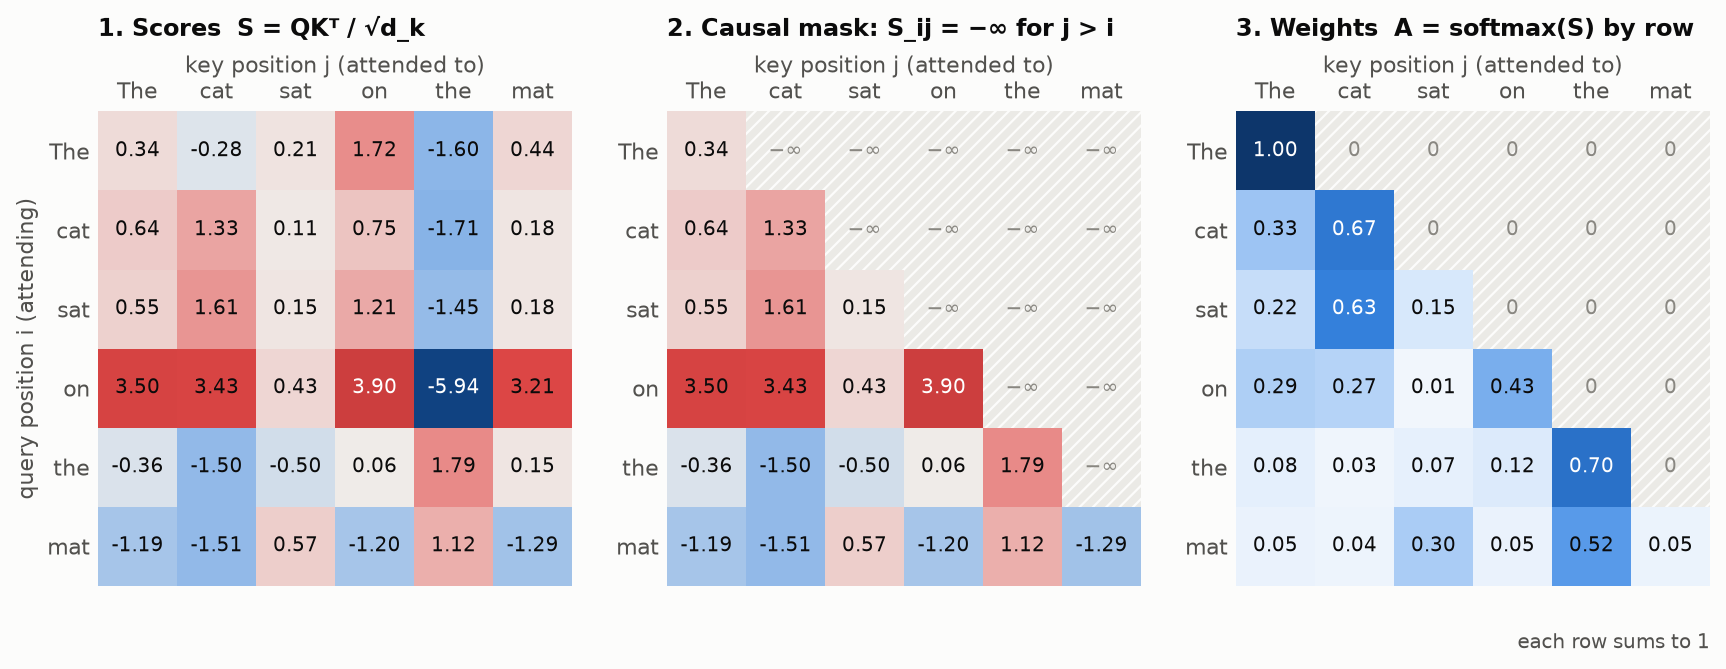 1. Scores S = QKᵀ / √d_k
key position j (attended to)
The cat sat on the mat
query position i (attending)
The 0.34 -0.28 0.21 1.72 -1.60 0.44
cat 0.64 1.33 0.11 0.75 -1.71 0.18
sat 0.55 1.61 0.15 1.21 -1.45 0.18
on 3.50 3.43 0.43 3.90 -5.94 3.21
the -0.36 -1.50 -0.50 0.06 1.79 0.15
mat -1.19 -1.51 0.57 -1.20 1.12 -1.29
2. Causal mask: S_ij = −∞ for j > i
key position j (attended to)
The cat sat on the mat
The 0.34 −∞ −∞ −∞ −∞ −∞
cat 0.64 1.33 −∞ −∞ −∞ −∞
sat 0.55 1.61 0.15 −∞ −∞ −∞
on 3.50 3.43 0.43 3.90 −∞ −∞
the -0.36 -1.50 -0.50 0.06 1.79 −∞
mat -1.19 -1.51 0.57 -1.20 1.12 -1.29
3. Weights A = softmax(S) by row
key position j (attended to)
The cat sat on the mat
The 1.00 0 0 0 0 0
cat 0.33 0.67 0 0 0 0
sat 0.22 0.63 0.15 0 0 0
on 0.29 0.27 0.01 0.43 0 0
the 0.08 0.03 0.07 0.12 0.70 0
mat 0.05 0.04 0.30 0.05 0.52 0.05
each row sums to 1